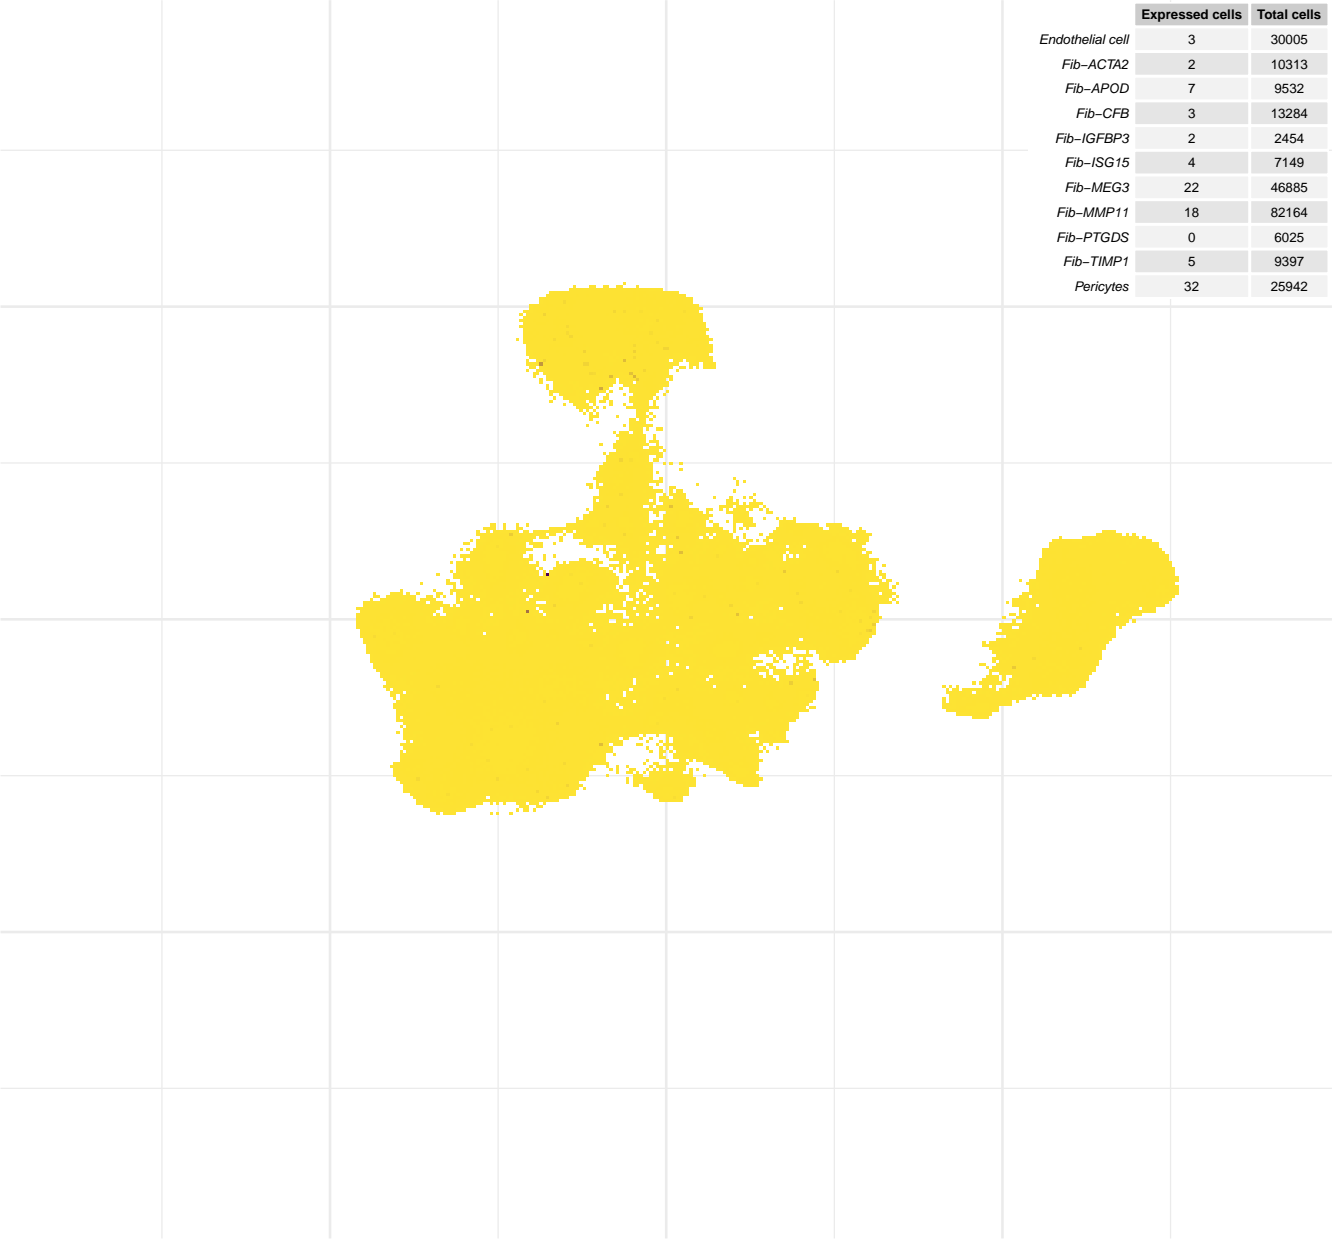 Expressed cells Total cells
Endothelial cell 3 30005
Fib−ACTA2 2 10313
Fib−APOD 7 9532
Fib−CFB 3 13284
Fib−IGFBP3 2 2454
Fib−ISG15 4 7149
Fib−MEG3 22 46885
Fib−MMP11 18 82164
Fib−PTGDS 0 6025
Fib−TIMP1 5 9397
Pericytes 32 25942